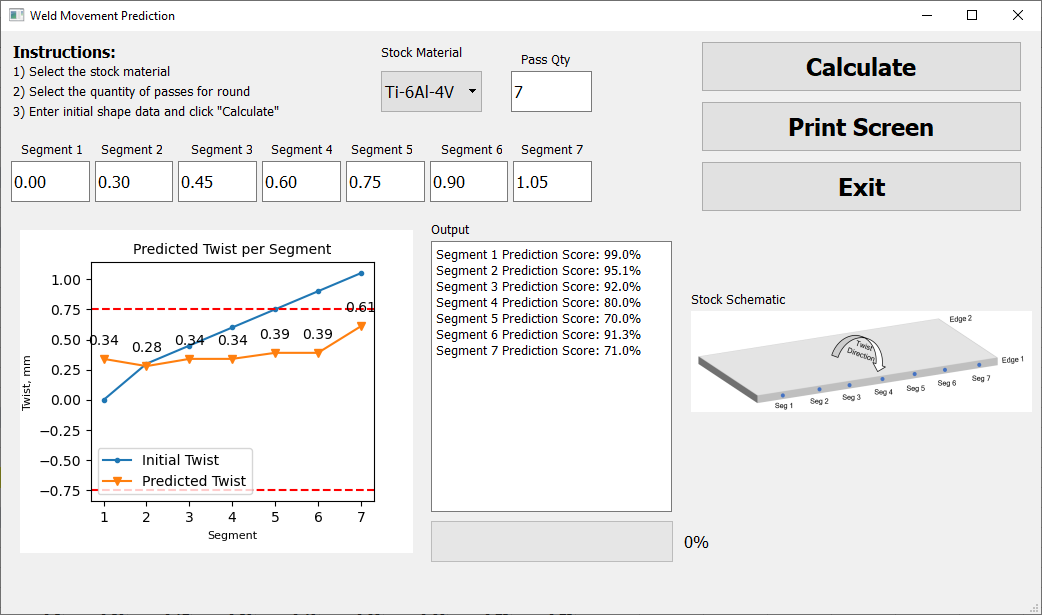 Weld Movement Prediction
Instructions:
1) Select the stock material
2) Select the quantity of passes for round
3) Enter initial shape data and click "Calculate"
Stock Material
Ti-6Al-4V
Pass Qty
7
Calculate
Print Screen
Exit
Segment 1 Segment 2 Segment 3 Segment 4 Segment 5 Segment 6 Segment 7
0.00 0.30 0.45 0.60 0.75 0.90 1.05
Predicted Twist per Segment
1.00
0.75
0.50
0.25
0.00
−0.25
−0.50
−0.75
Twist, mm
0.34 0.28 0.34 0.34 0.39 0.39 0.61
Initial Twist
Predicted Twist
1 2 3 4 5 6 7
Segment
Output
Segment 1 Prediction Score: 99.0%
Segment 2 Prediction Score: 95.1%
Segment 3 Prediction Score: 92.0%
Segment 4 Prediction Score: 80.0%
Segment 5 Prediction Score: 70.0%
Segment 6 Prediction Score: 91.3%
Segment 7 Prediction Score: 71.0%
0%
Stock Schematic
Edge 2
Twist
Direction
Edge 1
Seg 1 Seg 2 Seg 3 Seg 4 Seg 5 Seg 6 Seg 7